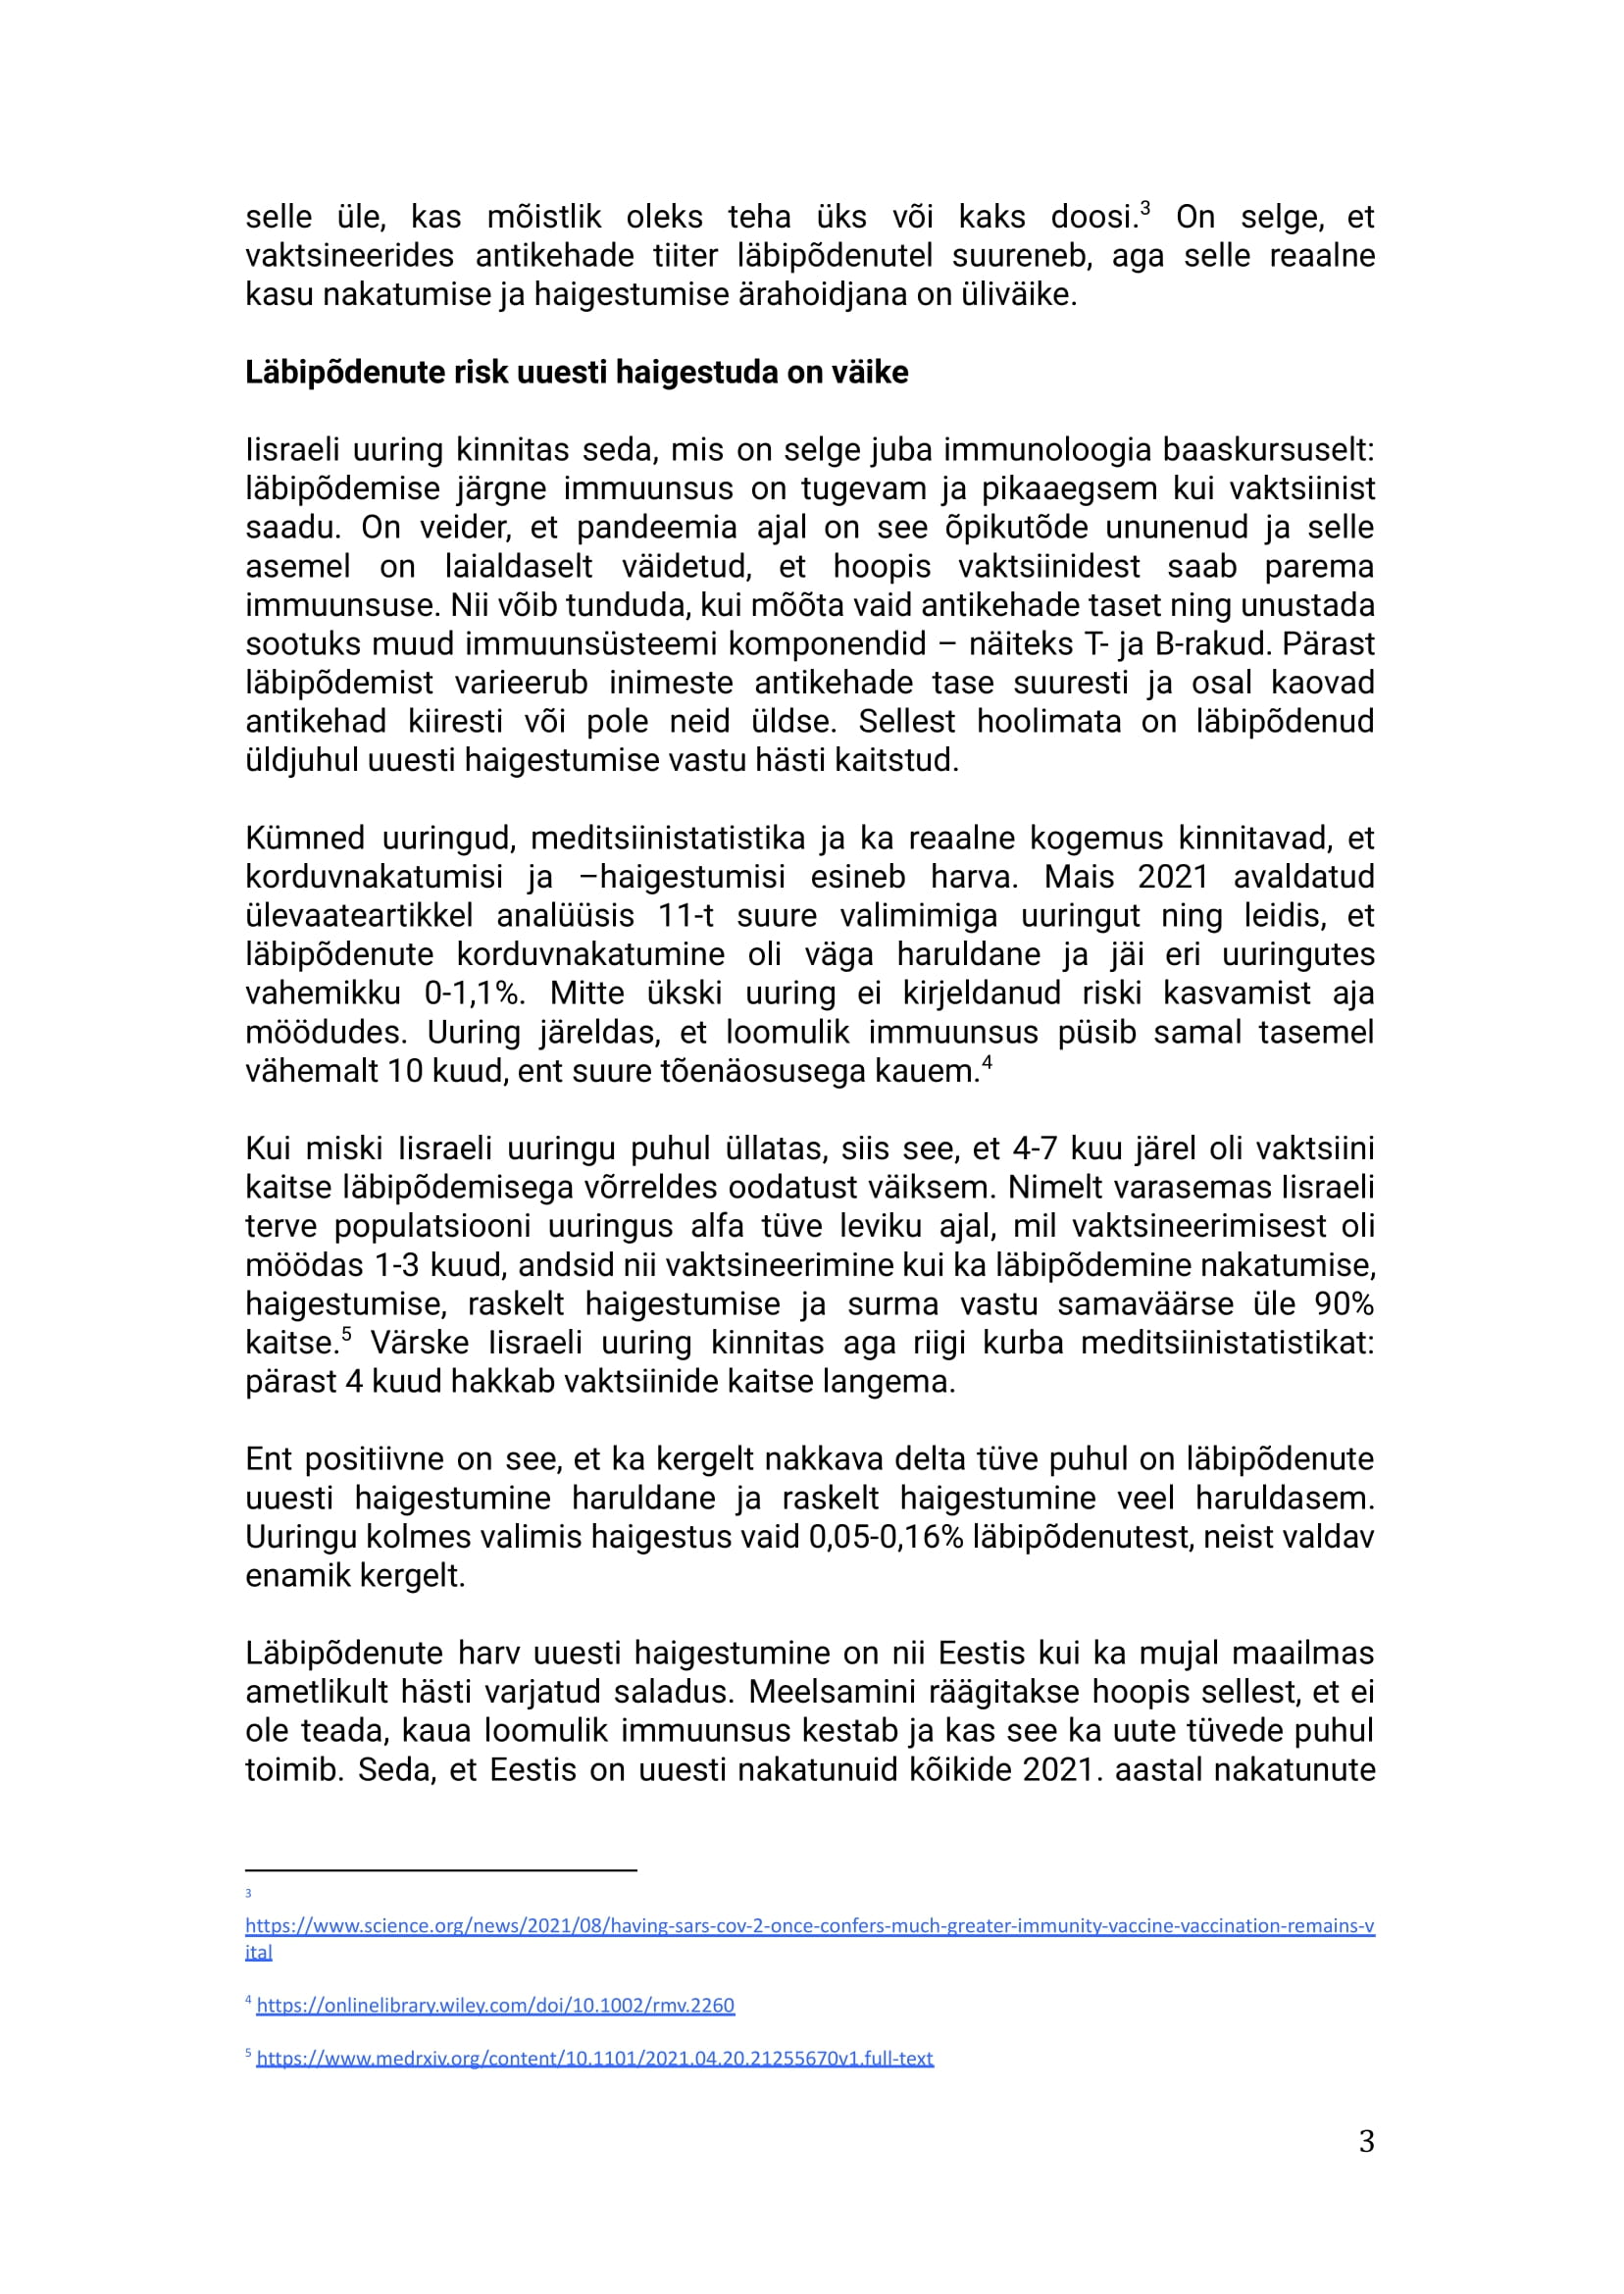 selle üle, kas mõistlik oleks teha üks või kaks doosi.³ On selge, et
vaktsineerides antikehade tiiter läbipõdenutel suureneb, aga selle reaalne
kasu nakatumise ja haigestumise ärahoidjana on üliväike.
Läbipõdenute risk uuesti haigestuda on väike
Iisraeli uuring kinnitas seda, mis on selge juba immunoloogia baaskursuselt:
läbipõdemise järgne immuunsus on tugevam ja pikaaegsem kui vaktsiinist
saadu. On veider, et pandeemia ajal on see õpikutõde ununenud ja selle
asemel on laialdaselt väidetud, et hoopis vaktsiinidest saab parema
immuunsuse. Nii võib tunduda, kui mõõta vaid antikehade taset ning unustada
sootuks muud immuunsüsteemi komponendid – näiteks T- ja B-rakud. Pärast
läbipõdemist varieerub inimeste antikehade tase suuresti ja osal kaovad
antikehad kiiresti või pole neid üldse. Sellest hoolimata on läbipõdenud
üldjuhul uuesti haigestumise vastu hästi kaitstud.
Kümned uuringud, meditsiinistatistika ja ka reaalne kogemus kinnitavad, et
korduvnakatumisi ja –haigestumisi esineb harva. Mais 2021 avaldatud
ülevaateartikkel analüüsis 11-t suure valimimiga uuringut ning leidis, et
läbipõdenute korduvnakatumine oli väga haruldane ja jäi eri uuringutes
vahemikku 0-1,1%. Mitte ükski uuring ei kirjeldanud riski kasvamist aja
möödudes. Uuring järeldas, et loomulik immuunsus püsib samal tasemel
vähemalt 10 kuud, ent suure tõenäosusega kauem.⁴
Kui miski Iisraeli uuringu puhul üllatas, siis see, et 4-7 kuu järel oli vaktsiini
kaitse läbipõdemisega võrreldes oodatust väiksem. Nimelt varasemas Iisraeli
terve populatsiooni uuringus alfa tüve leviku ajal, mil vaktsineerimisest oli
möödas 1-3 kuud, andsid nii vaktsineerimine kui ka läbipõdemine nakatumise,
haigestumise, raskelt haigestumise ja surma vastu samaväärse üle 90%
kaitse.⁵ Värske Iisraeli uuring kinnitas aga riigi kurba meditsiinistatistikat:
pärast 4 kuud hakkab vaktsiinide kaitse langema.
Ent positiivne on see, et ka kergelt nakkava delta tüve puhul on läbipõdenute
uuesti haigestumine haruldane ja raskelt haigestumine veel haruldasem.
Uuringu kolmes valimis haigestus vaid 0,05-0,16% läbipõdenutest, neist valdav
enamik kergelt.
Läbipõdenute harv uuesti haigestumine on nii Eestis kui ka mujal maailmas
ametlikult hästi varjatud saladus. Meelsamini räägitakse hoopis sellest, et ei
ole teada, kaua loomulik immuunsus kestab ja kas see ka uute tüvede puhul
toimib. Seda, et Eestis on uuesti nakatunuid kõikide 2021. aastal nakatunute
³
https://www.science.org/news/2021/08/having-sars-cov-2-once-confers-much-greater-immunity-vaccine-vaccination-remains-v
ital
⁴ https://onlinelibrary.wiley.com/doi/10.1002/rmv.2260
⁵ https://www.medrxiv.org/content/10.1101/2021.04.20.21255670v1.full-text
3